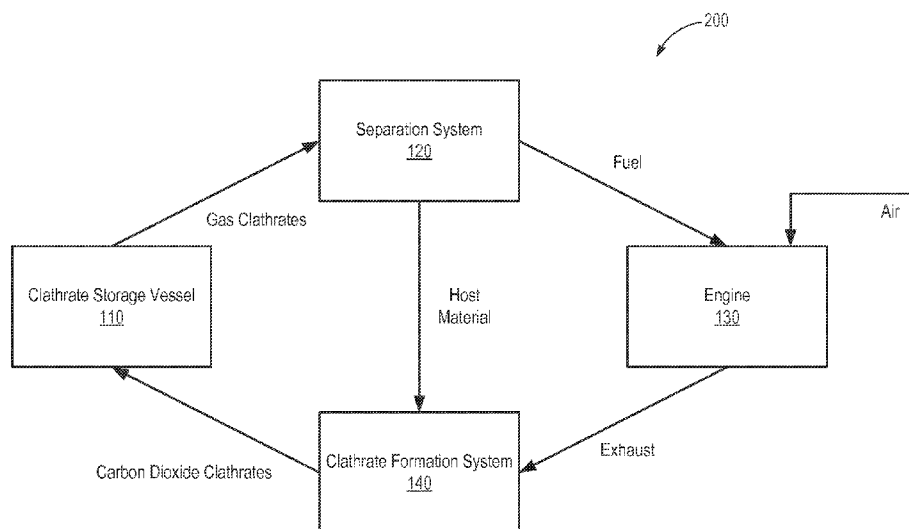 200
Separation System
120
Fuel
Air
Gas Clathrates
Clathrate Storage Vessel
110
Host
Material
Engine
130
Carbon Dioxide Clathrates
Clathrate Formation System
140
Exhaust